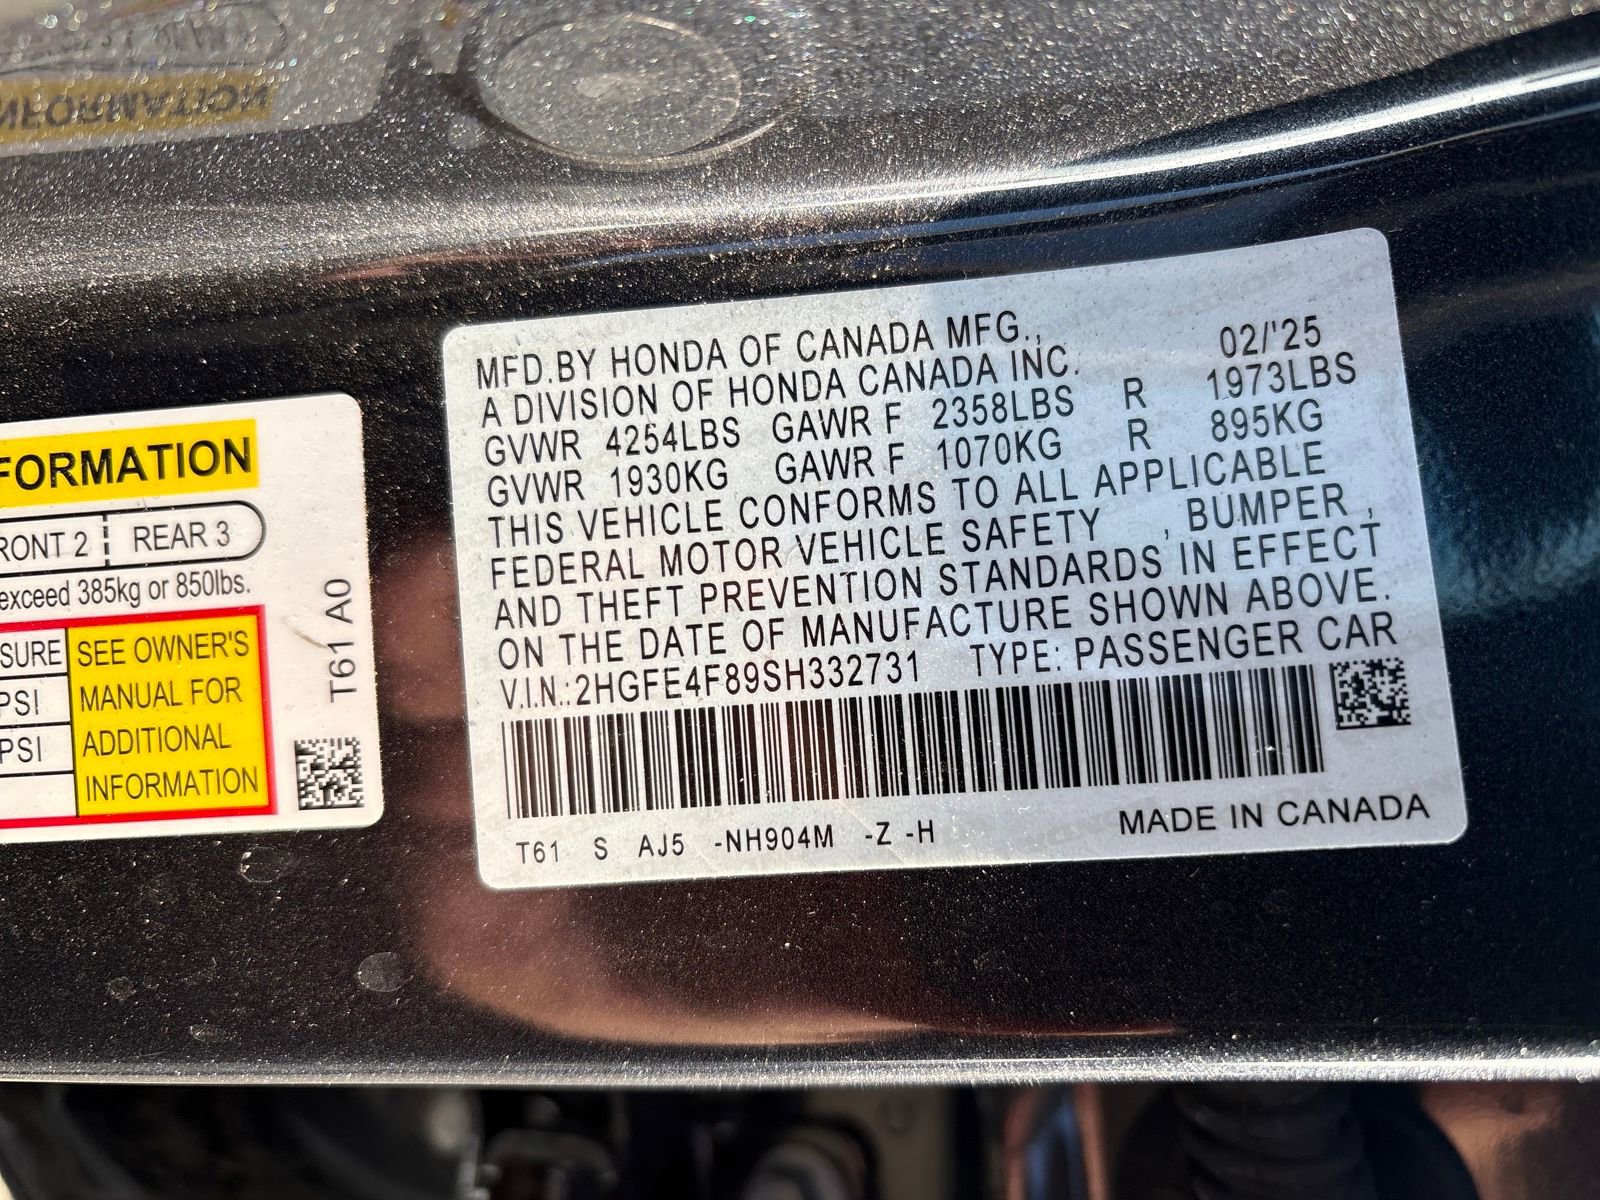 FORMATION
RONT 2 REAR 3
exceed 385kg or 850lbs.
SURE SEE OWNER'S
PSI MANUAL FOR
PSI ADDITIONAL
INFORMATION
T61 A0
MFD.BY HONDA OF CANADA MFG., 02/'25
A DIVISION OF HONDA CANADA INC.
GVWR 4254LBS GAWR F 2358LBS R 1973LBS
GVWR 1930KG GAWR F 1070KG R 895KG
THIS VEHICLE CONFORMS TO ALL APPLICABLE
FEDERAL MOTOR VEHICLE SAFETY , BUMPER ,
AND THEFT PREVENTION STANDARDS IN EFFECT
ON THE DATE OF MANUFACTURE SHOWN ABOVE.
V.I.N.:2HGFE4F89SH332731 TYPE: PASSENGER CAR
T61 S AJ5 -NH904M -Z -H MADE IN CANADA